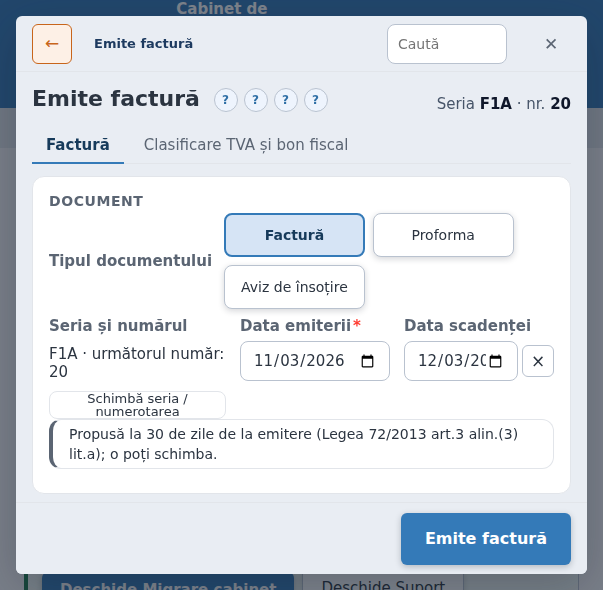 Cabinet de
← Emite factură Caută ✕
Emite factură ? ? ? ? Seria F1A · nr. 20
Factură Clasificare TVA și bon fiscal
DOCUMENT
Factură Proforma
Tipul documentului
Aviz de însoțire
Seria și numărul Data emiterii* Data scadenței
F1A · următorul număr:
20
11/03/2026 12/03/20 ✕
Schimbă seria /
numerotarea
Propusă la 30 de zile de la emitere (Legea 72/2013 art.3 alin.(3)
lit.a); o poți schimba.
Emite factură
Deschide Migrare cabinet Deschide Suport